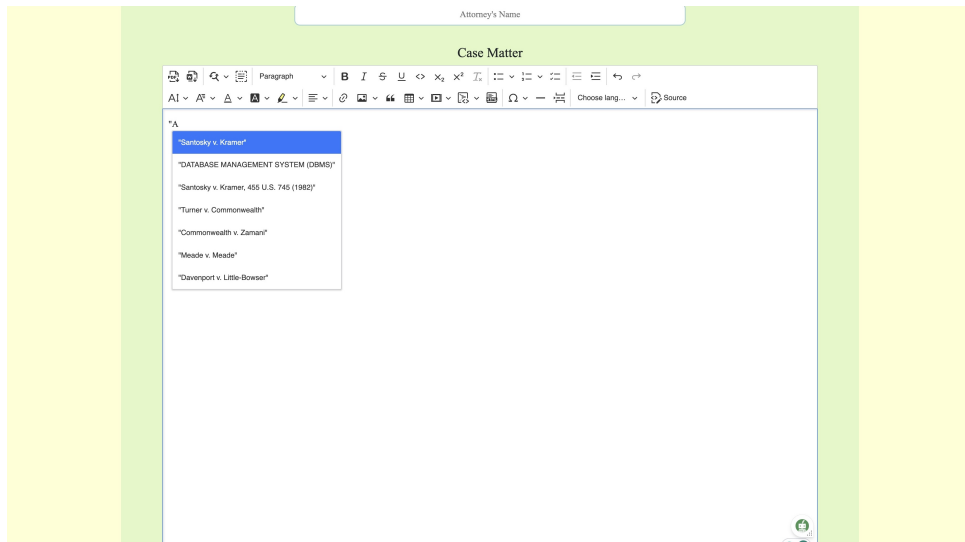 Attorney's Name
Case Matter
Paragraph
Choose lang...
Source
"A
"Santosky v. Kramer"
"DATABASE MANAGEMENT SYSTEM (DBMS)"
"Santosky v. Kramer, 455 U.S. 745 (1982)"
"Turner v. Commonwealth"
"Commonwealth v. Zamani"
"Meade v. Meade"
"Davenport v. Little-Bowser"